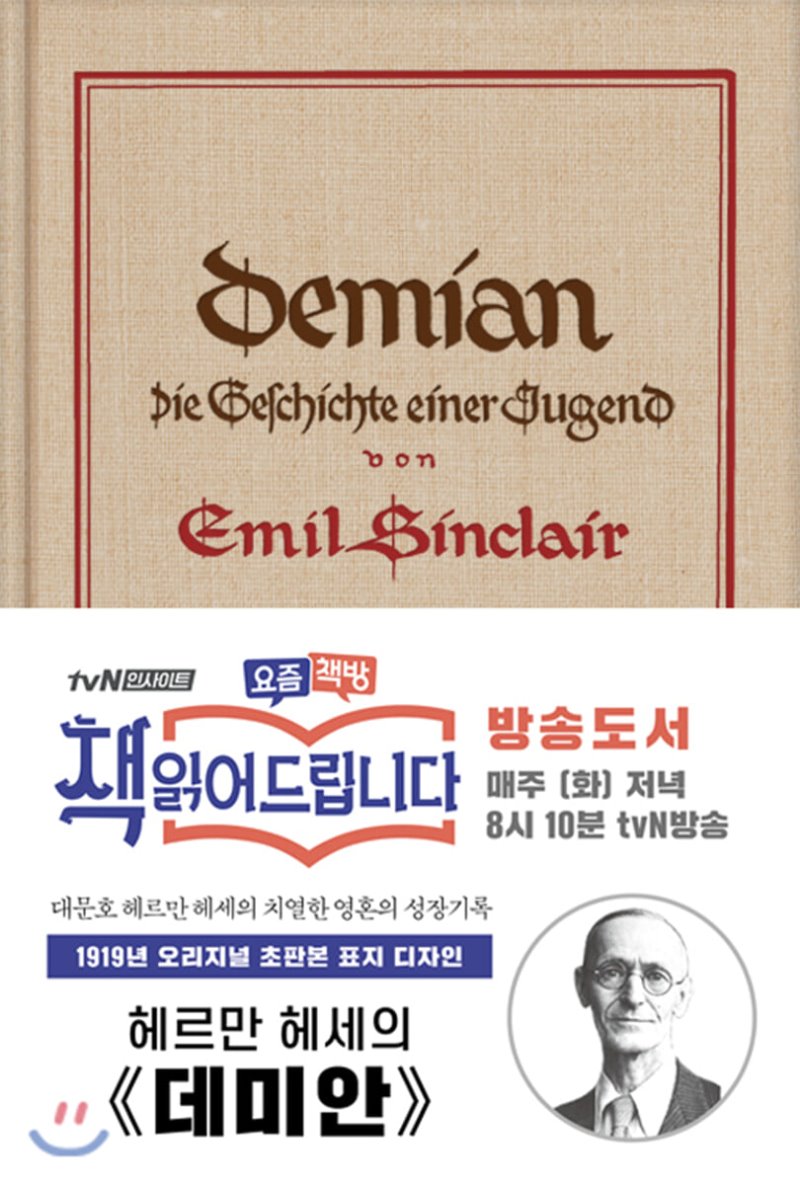 Demian
Die Geschichte einer Jugend
von
Emil Sinclair
tvN 인사이트
요즘 책방
책 읽어드립니다
방송도서
매주 (화) 저녁
8시 10분 tvN방송
대문호 헤르만 헤세의 치열한 영혼의 성장기록
1919년 오리지널 초판본 표지 디자인
헤르만 헤세의
《데미안》